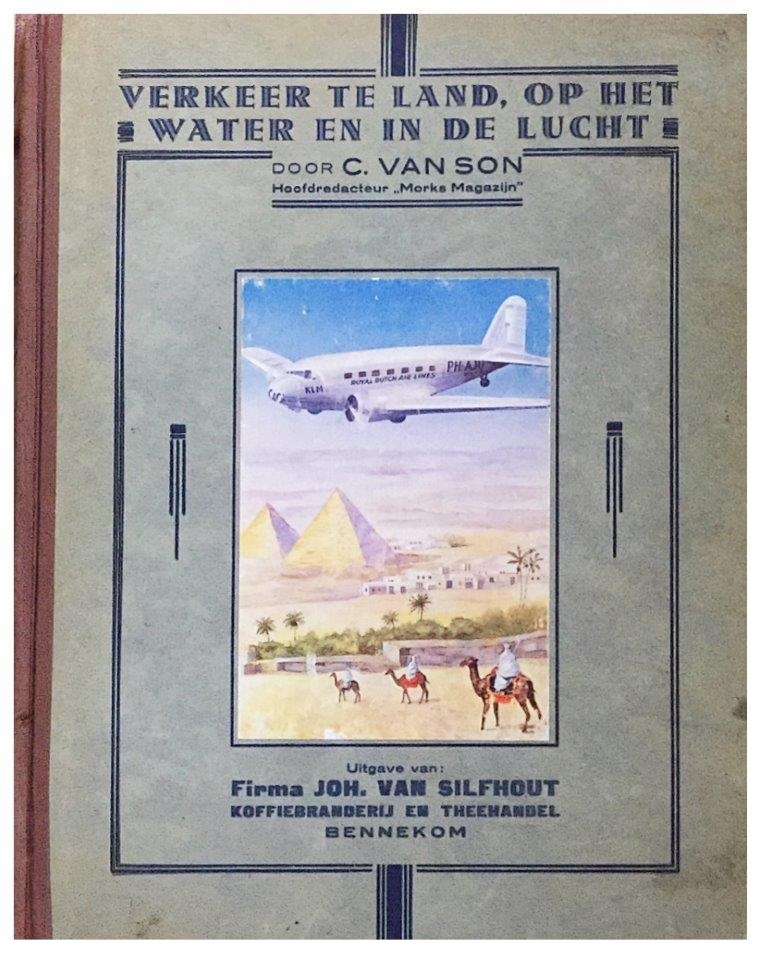 VERKEER TE LAND, OP HET
WATER EN IN DE LUCHT
DOOR C. VAN SON
Hoofdredacteur „Morks Magazijn"
PH-AJU
ROYAL DUTCH AIR LINES
KLM
Uitgave van:
Firma JOH. VAN SILFHOUT
KOFFIEBRANDERIJ EN THEEHANDEL
BENNEKOM